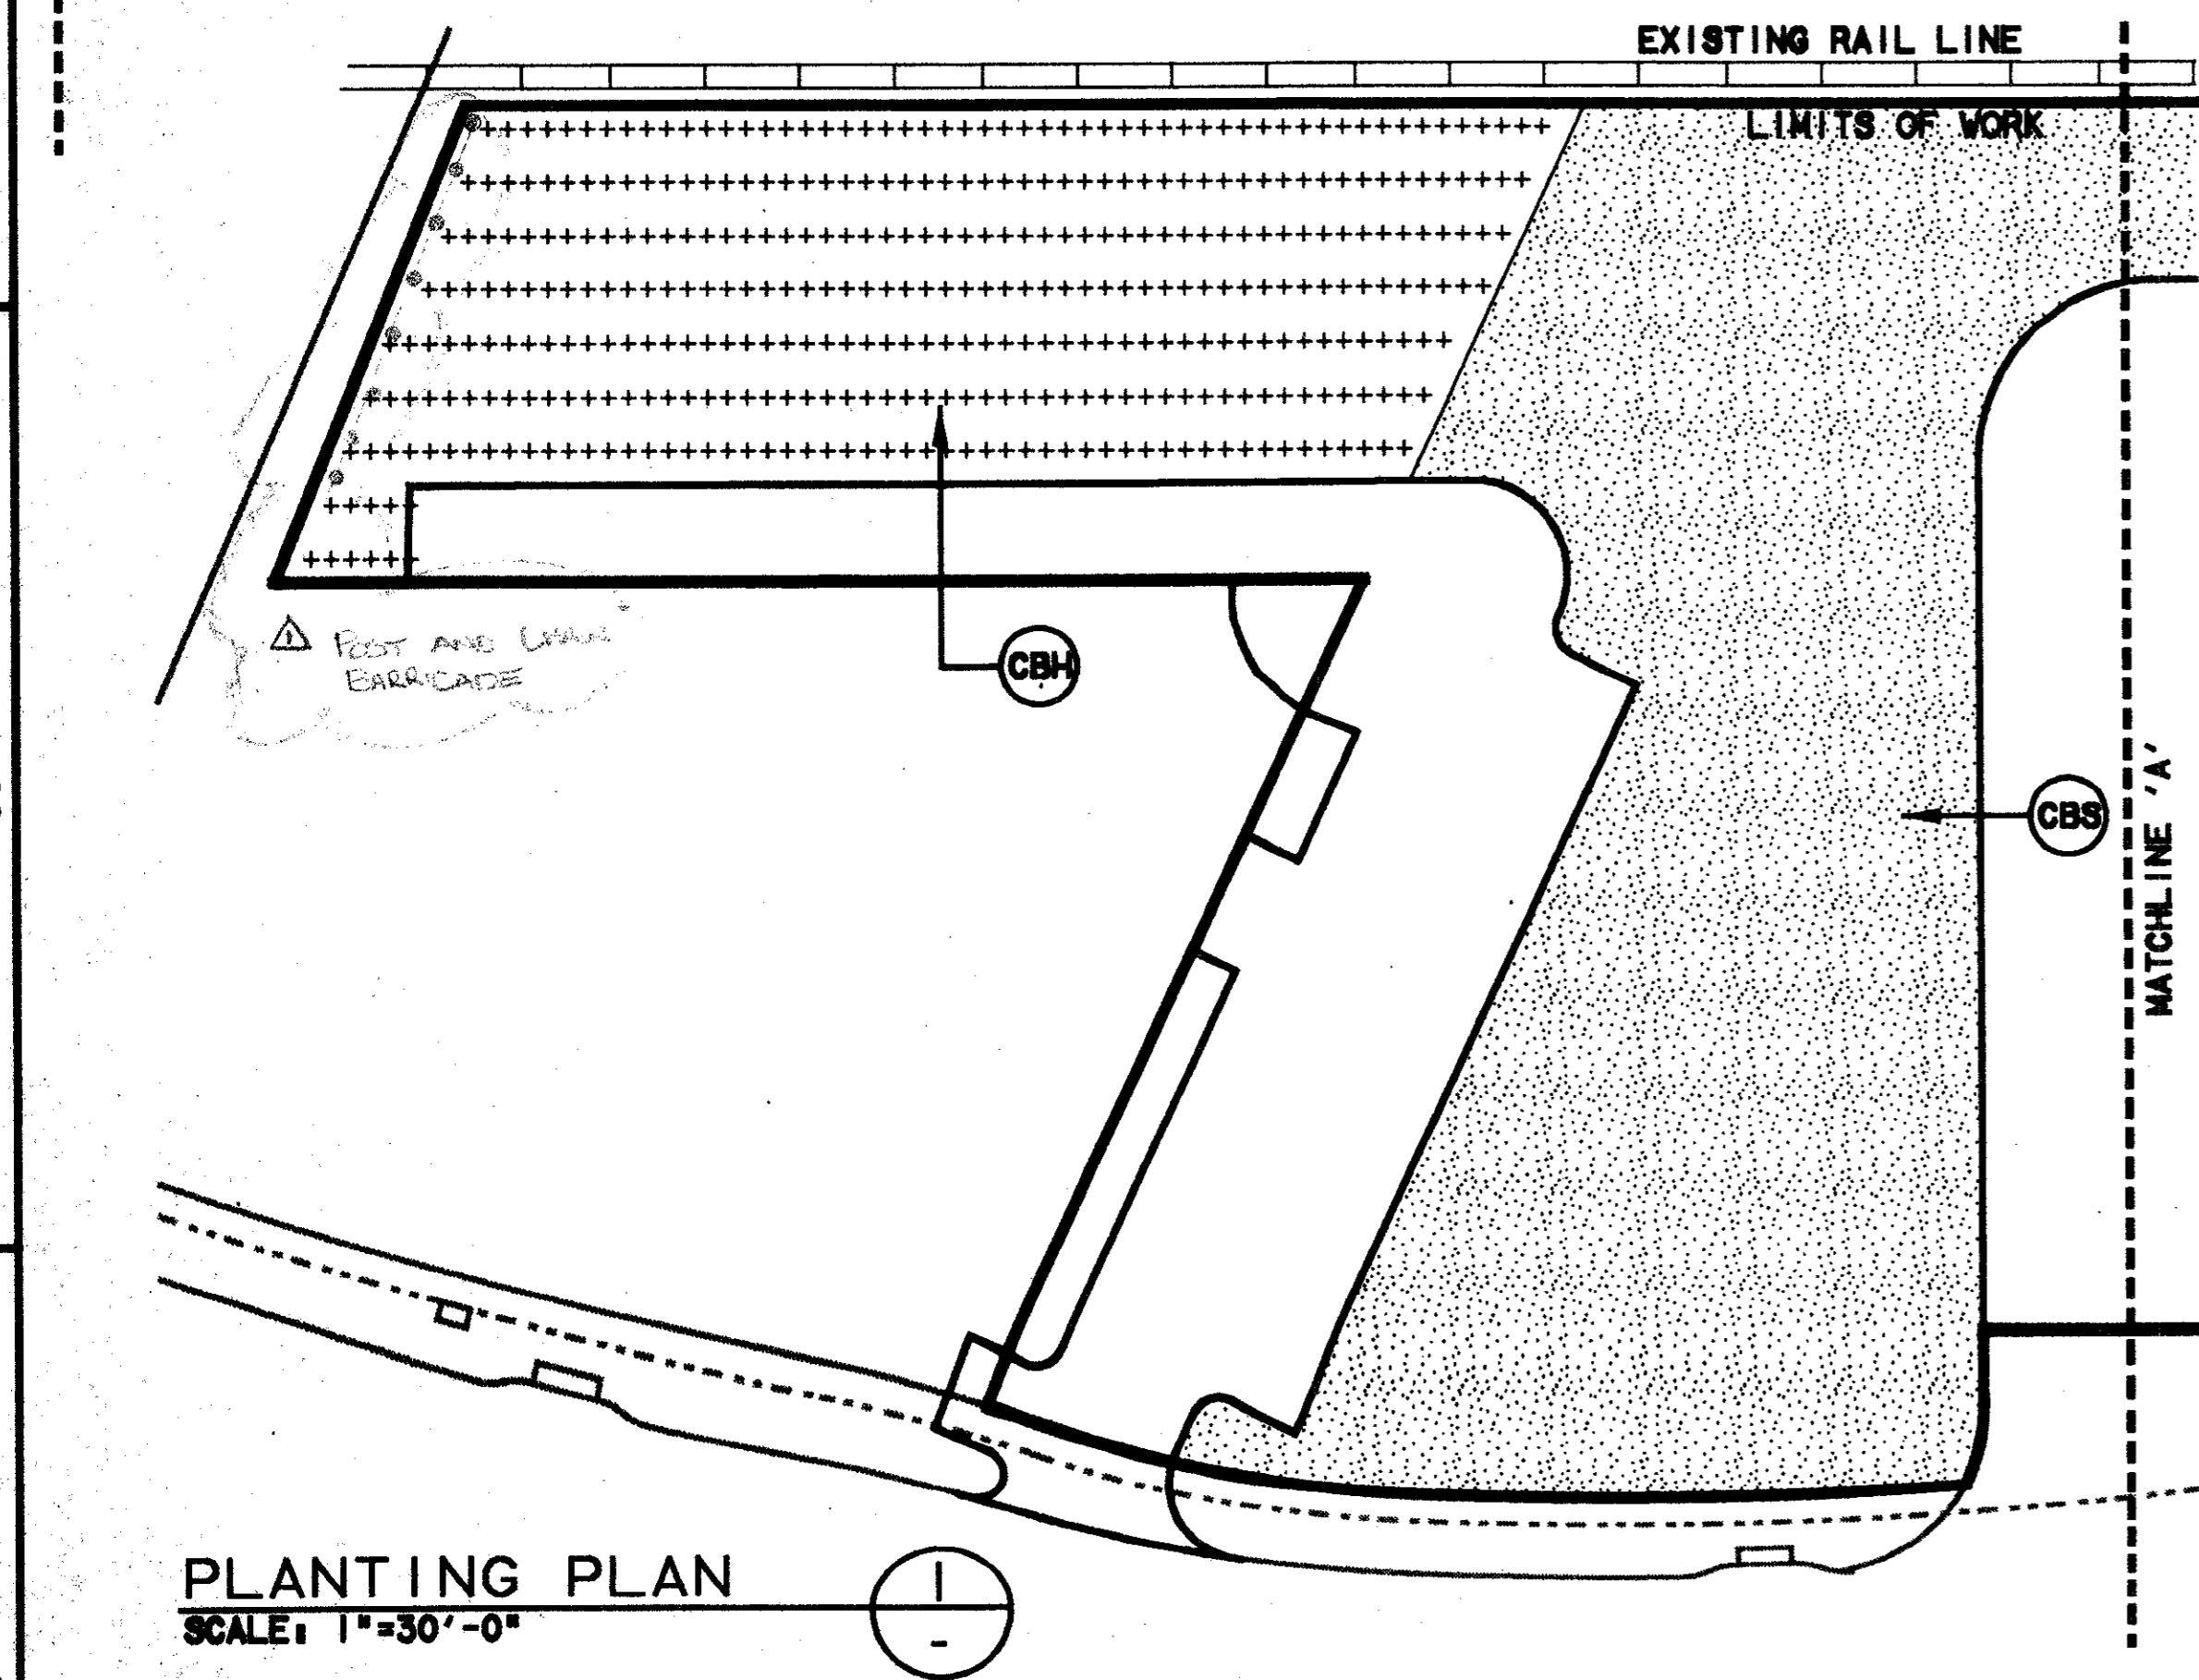 EXISTING RAIL LINE
LIMITS OF WORK
1 POST AND CHAIN
BARRICADE
CBH
CBS
MATCHLINE 'A'
PLANTING PLAN
SCALE: 1"=30'-0"
1
-